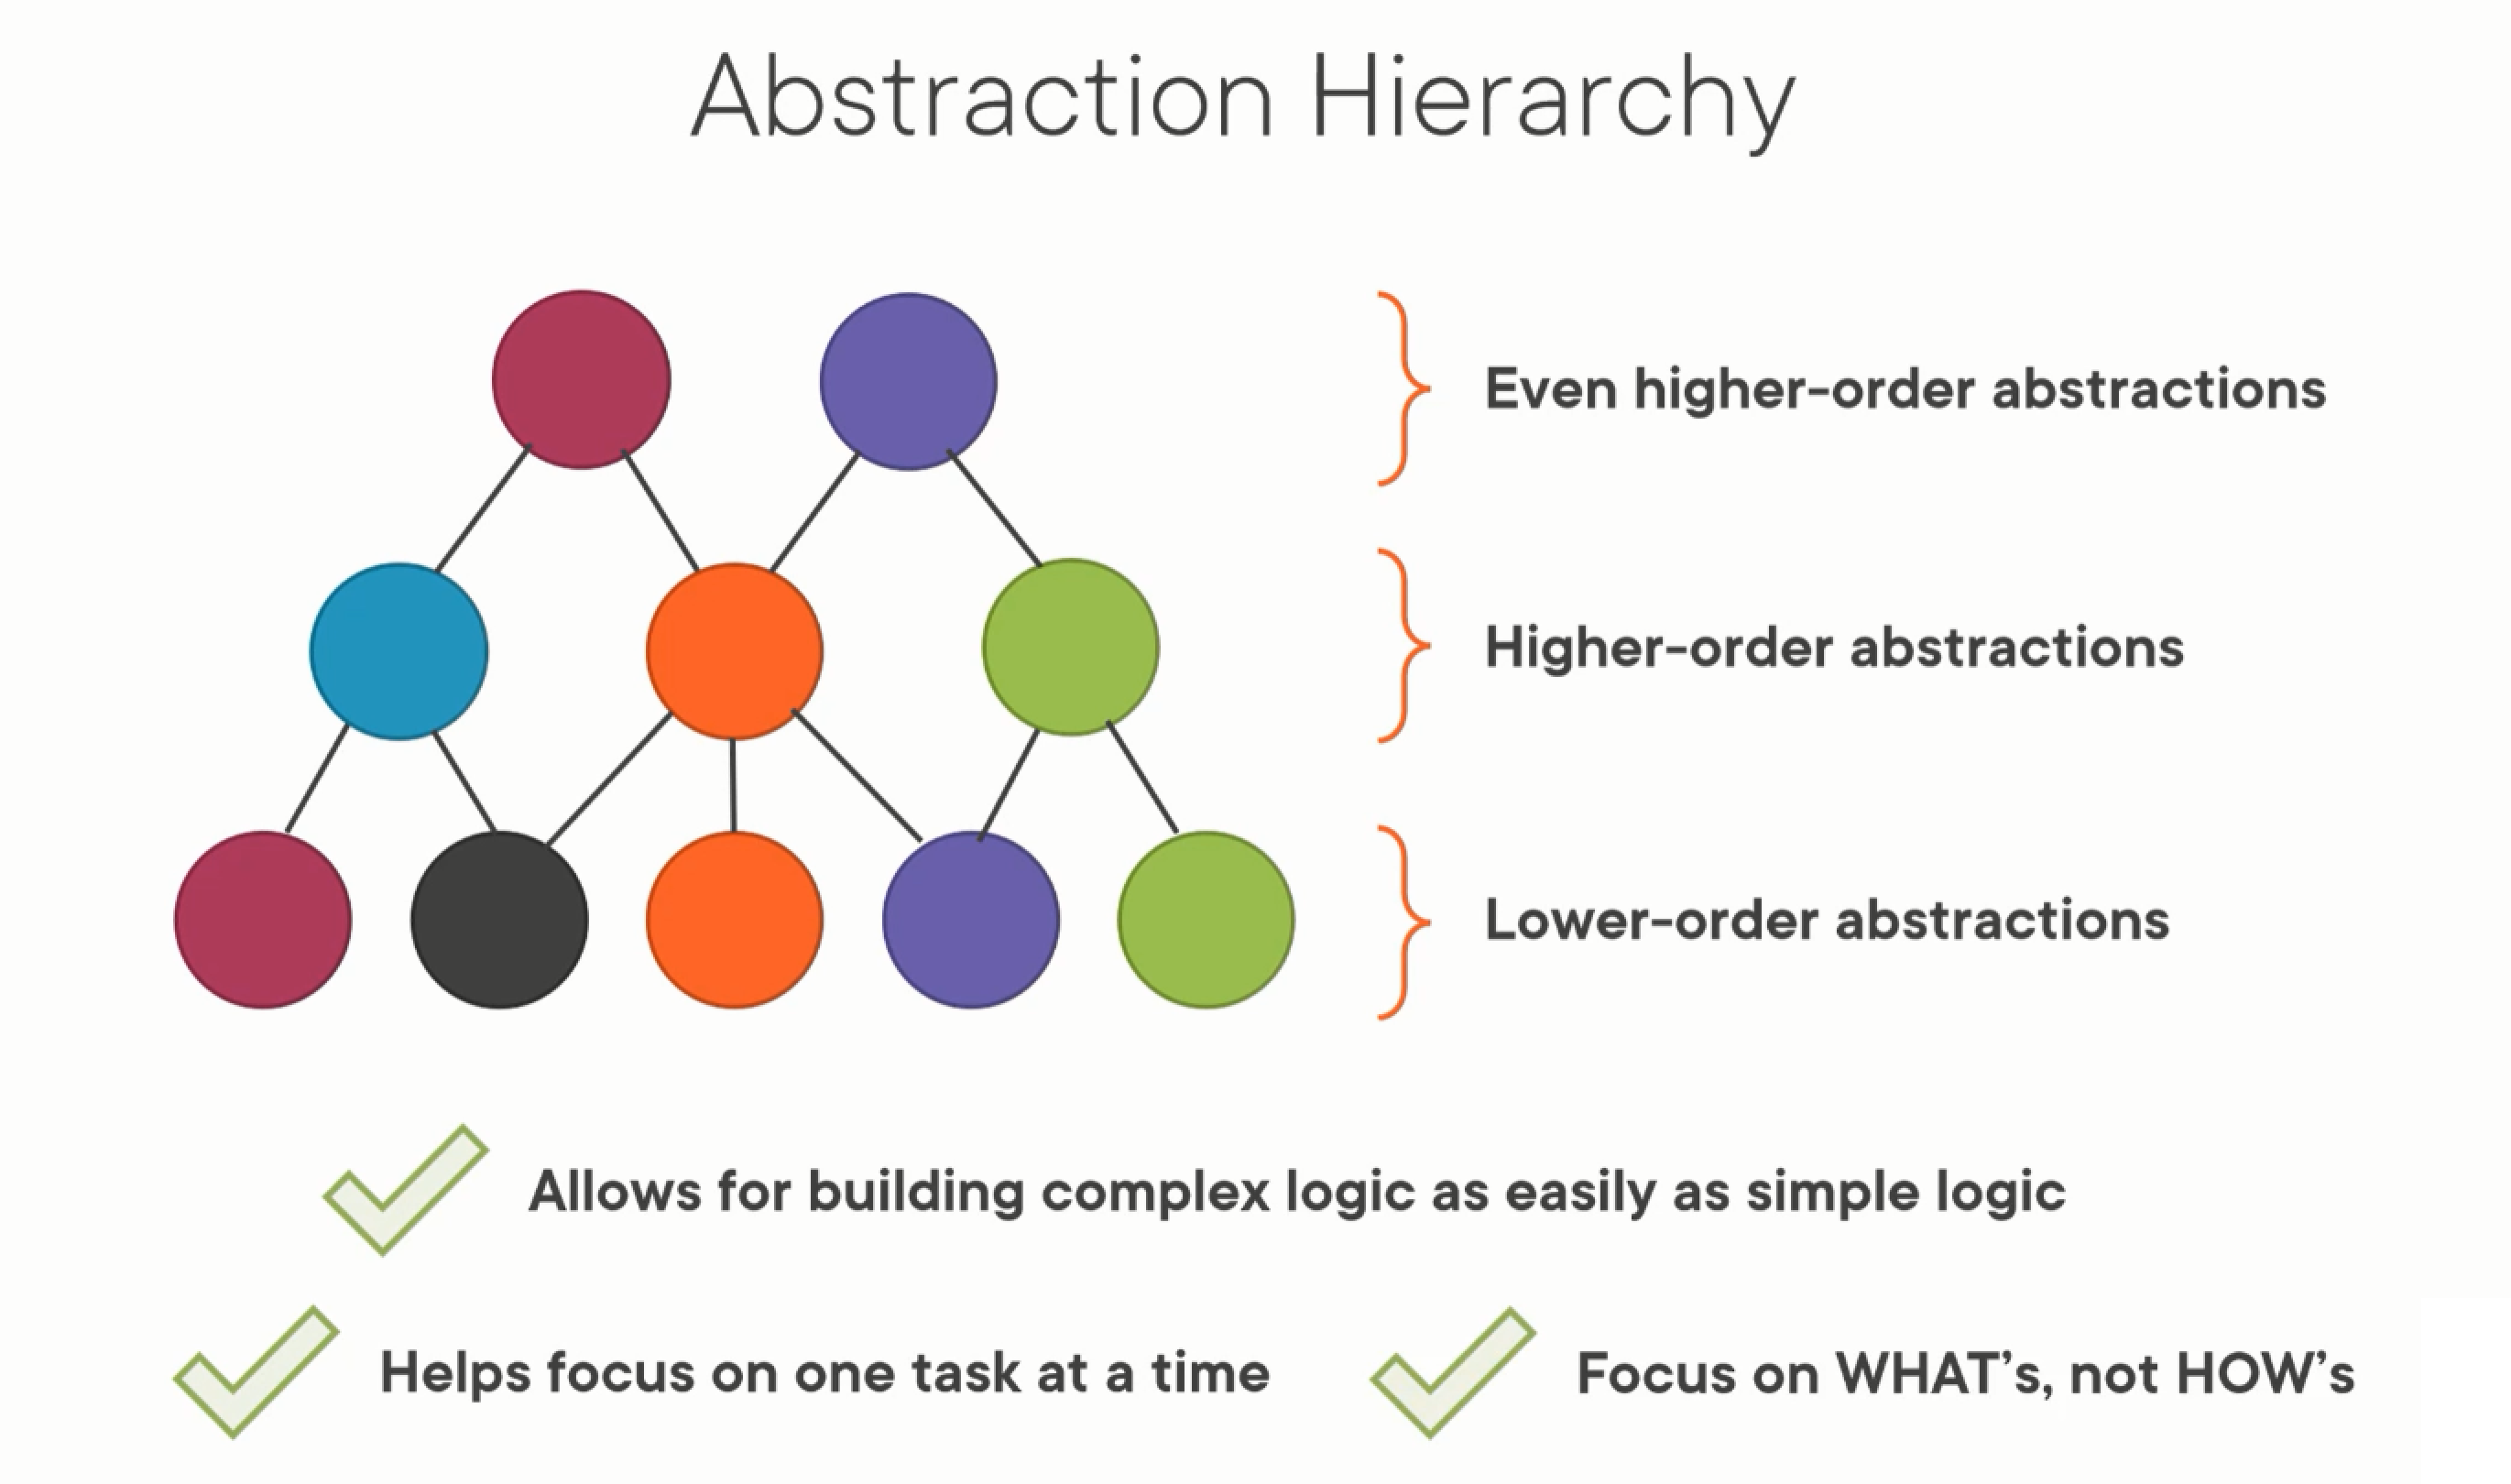 Abstraction Hierarchy
Even higher-order abstractions
Higher-order abstractions
Lower-order abstractions
Allows for building complex logic as easily as simple logic
Helps focus on one task at a time
Focus on WHAT’s, not HOW’s